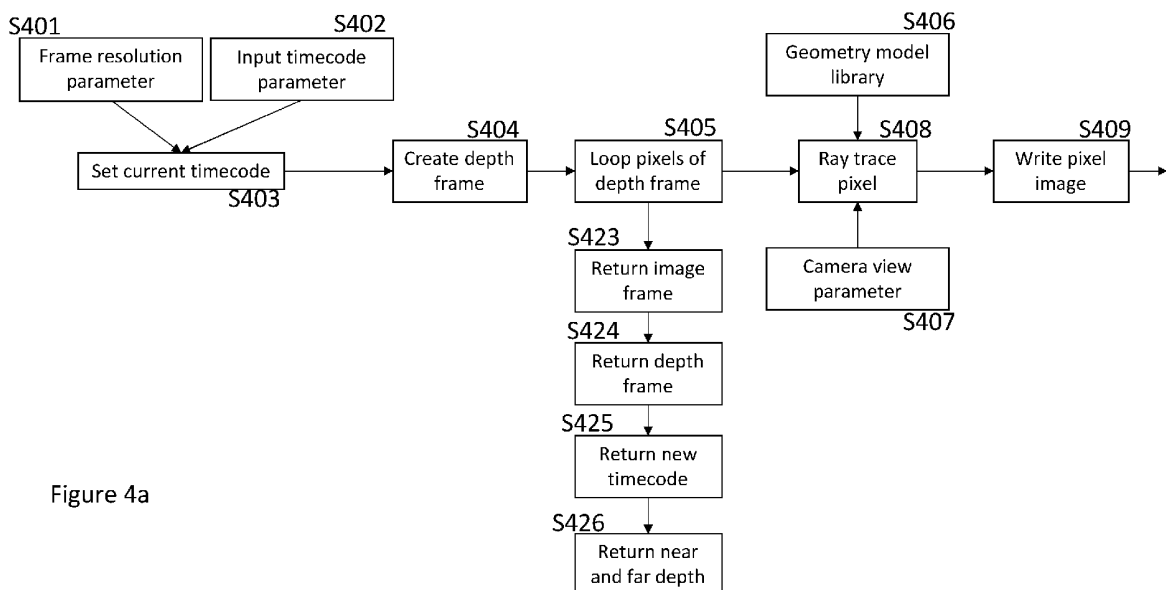 S401
Frame resolution
parameter
S402
Input timecode
parameter
S403
Set current timecode
S404
Create depth
frame
S405
Loop pixels of
depth frame
S406
Geometry model
library
S408
Ray trace
pixel
S409
Write pixel
image
S407
Camera view
parameter
S423
Return image
frame
S424
Return depth
frame
S425
Return new
timecode
S426
Return near
and far depth
Figure 4a